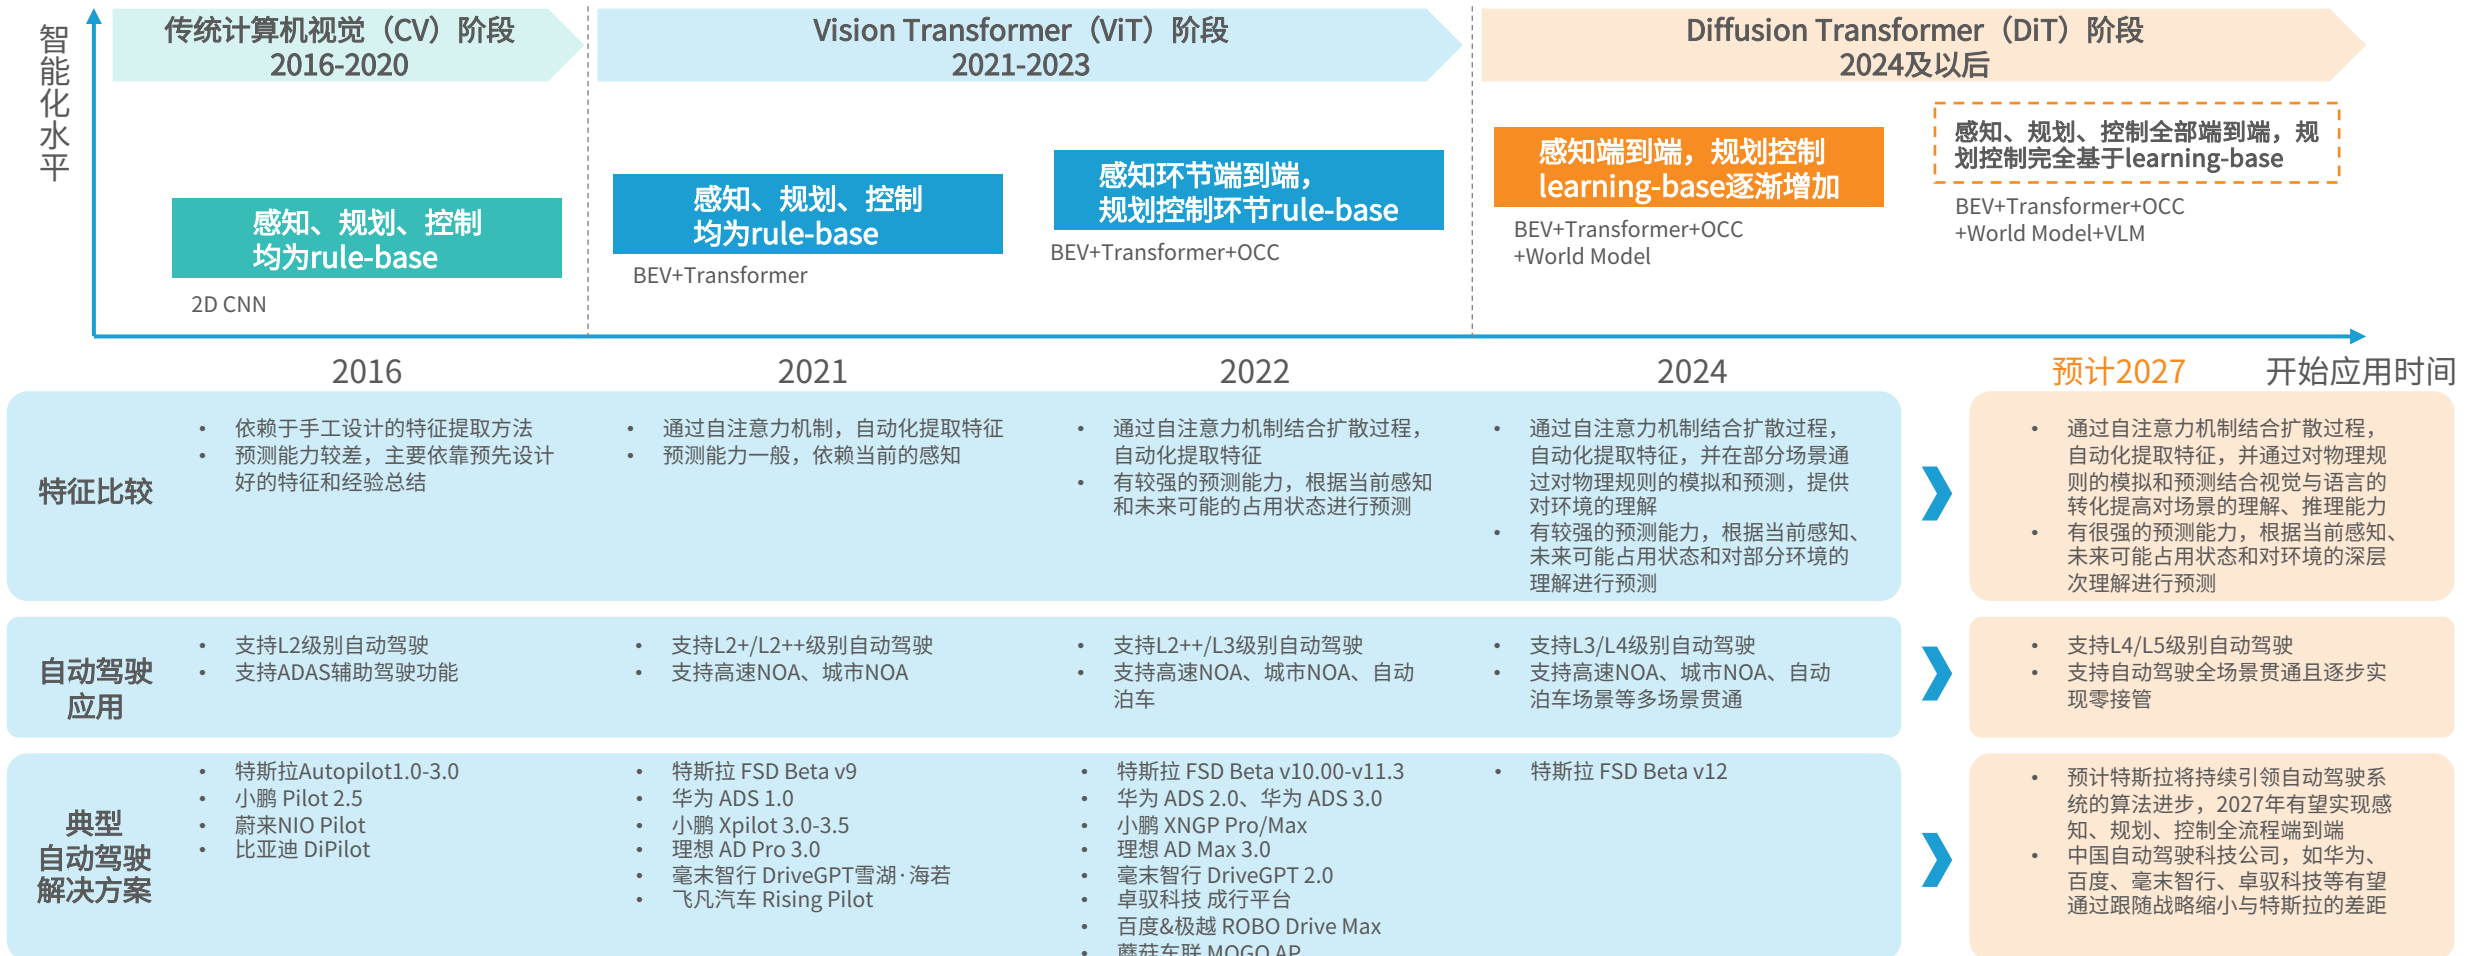 智能化水平
传统计算机视觉（CV）阶段
2016-2020
Vision Transformer（ViT）阶段
2021-2023
Diffusion Transformer（DiT）阶段
2024及以后
感知、规划、控制
均为rule-base
2D CNN
感知、规划、控制
均为rule-base
BEV+Transformer
感知环节端到端，
规划控制环节rule-base
BEV+Transformer+OCC
感知端到端，规划控制
learning-base逐渐增加
BEV+Transformer+OCC
+World Model
感知、规划、控制全部端到端，规
划控制完全基于learning-base
BEV+Transformer+OCC
+World Model+VLM
2016
2021
2022
2024
预计2027
开始应用时间
特征比较
• 依赖于手工设计的特征提取方法
• 预测能力较差，主要依靠预先设计
好的特征和经验总结
• 通过自注意力机制，自动化提取特征
• 预测能力一般，依赖当前的感知
• 通过自注意力机制结合扩散过程，
自动化提取特征
• 有较强的预测能力，根据当前感知
和未来可能的占用状态进行预测
• 通过自注意力机制结合扩散过程，
自动化提取特征，并在部分场景通
过对物理规则的模拟和预测，提供
对环境的理解
• 有较强的预测能力，根据当前感知、
未来可能占用状态和对部分环境的
理解进行预测
• 通过自注意力机制结合扩散过程，
自动化提取特征，并通过对物理规
则的模拟和预测结合视觉与语言的
转化提高对场景的理解、推理能力
• 有很强的预测能力，根据当前感知、
未来可能占用状态和对环境的深层
次理解进行预测
自动驾驶
应用
• 支持L2级别自动驾驶
• 支持ADAS辅助驾驶功能
• 支持L2+/L2++级别自动驾驶
• 支持高速NOA、城市NOA
• 支持L2++/L3级别自动驾驶
• 支持高速NOA、城市NOA、自动
泊车
• 支持L3/L4级别自动驾驶
• 支持高速NOA、城市NOA、自动
泊车场景等多场景贯通
• 支持L4/L5级别自动驾驶
• 支持自动驾驶全场景贯通且逐步实
现零接管
典型
自动驾驶
解决方案
• 特斯拉Autopilot1.0-3.0
• 小鹏 Pilot 2.5
• 蔚来NIO Pilot
• 比亚迪 DiPilot
• 特斯拉 FSD Beta v9
• 华为 ADS 1.0
• 小鹏 Xpilot 3.0-3.5
• 理想 AD Pro 3.0
• 毫末智行 DriveGPT雪湖·海若
• 飞凡汽车 Rising Pilot
• 特斯拉 FSD Beta v10.00-v11.3
• 华为 ADS 2.0、华为 ADS 3.0
• 小鹏 XNGP Pro/Max
• 理想 AD Max 3.0
• 毫末智行 DriveGPT 2.0
• 卓驭科技 成行平台
• 百度&极越 ROBO Drive Max
• 蘑菇车联 MOGO AP
• 特斯拉 FSD Beta v12
• 预计特斯拉将持续引领自动驾驶系
统的算法进步，2027年有望实现感
知、规划、控制全流程端到端
• 中国自动驾驶科技公司，如华为、
百度、毫末智行、卓驭科技等有望
通过跟随战略缩小与特斯拉的差距